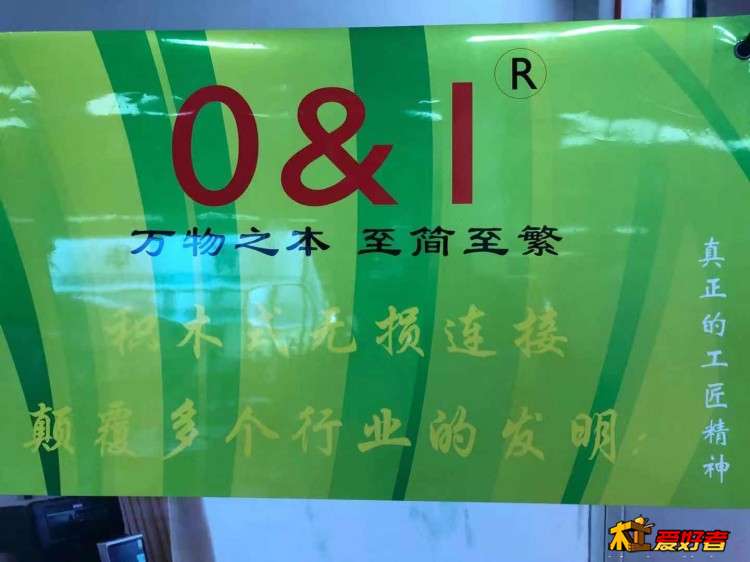 0&I®
万物之本 至简至繁
积木式无损连接
颠覆多个行业的发明:
真正的工匠精神
木工爱好者